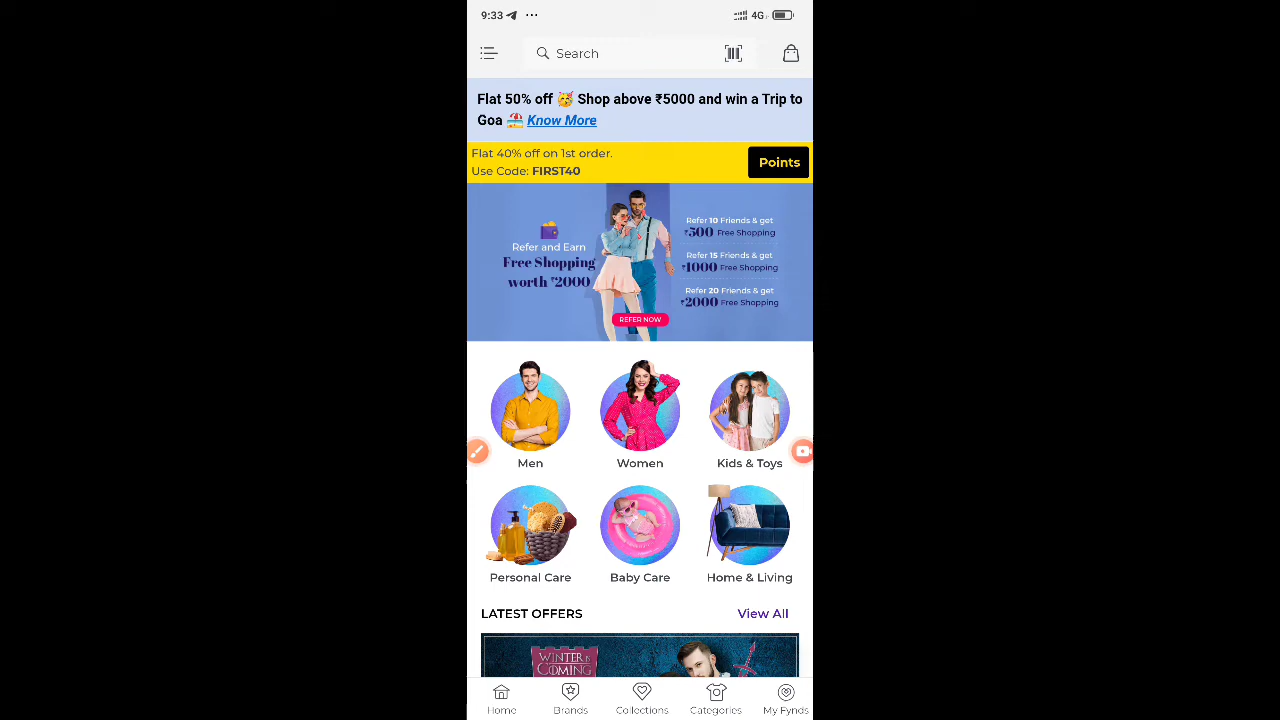 9:33
4G
Search
Flat 50% off 🥳 Shop above ₹5000 and win a Trip to
Goa 🏖️ Know More
Flat 40% off on 1st order.
Use Code: FIRST40
Points
Refer and Earn
Free Shopping
worth ₹2000
Refer 10 Friends & get
₹500 Free Shopping
Refer 15 Friends & get
₹1000 Free Shopping
Refer 20 Friends & get
₹2000 Free Shopping
REFER NOW
Men
Women
Kids & Toys
Personal Care
Baby Care
Home & Living
LATEST OFFERS
View All
WINTER IS
COMING
Home
Brands
Collections
Categories
My Fynds